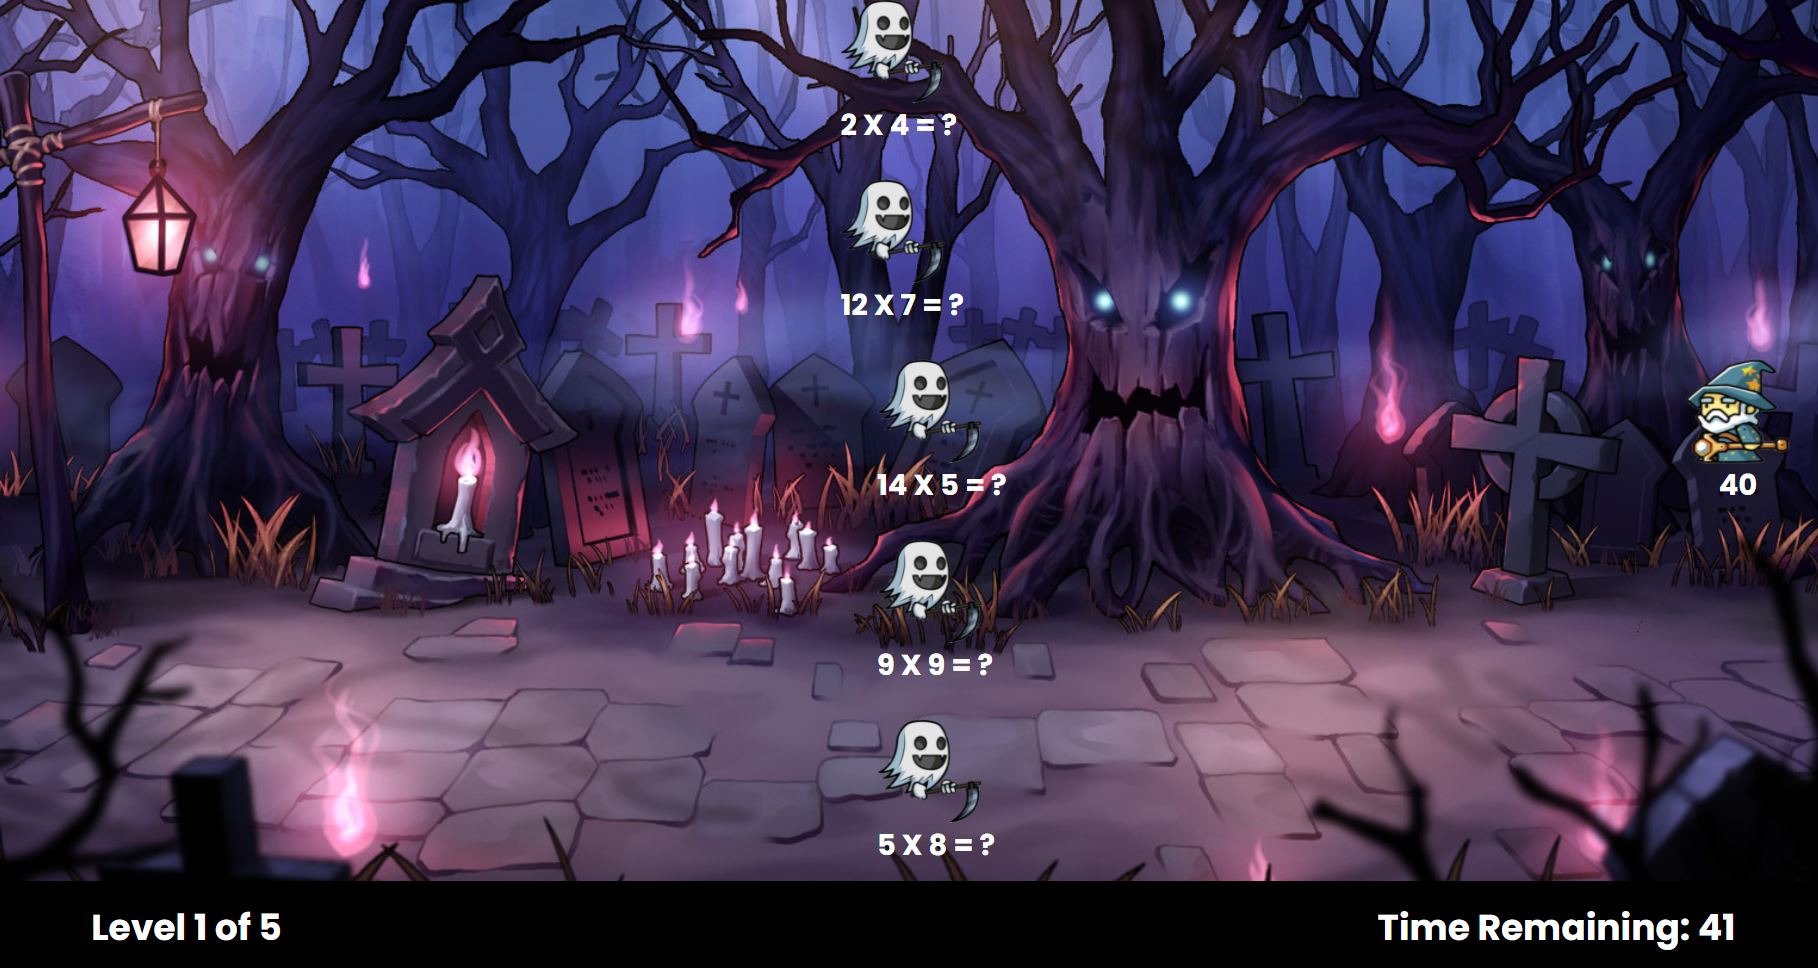 2 X 4 = ?
12 X 7 = ?
14 X 5 = ?
40
9 X 9 = ?
5 X 8 = ?
Level 1 of 5
Time Remaining: 41